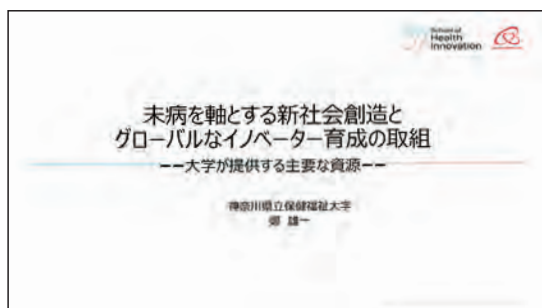 School of
Health
Innovation
未病を軸とする新社会創造と
グローバルなイノベーター育成の取組
ーー大学が提供する主要な資源ーー
神奈川県立保健福祉大学
鄭 雄一